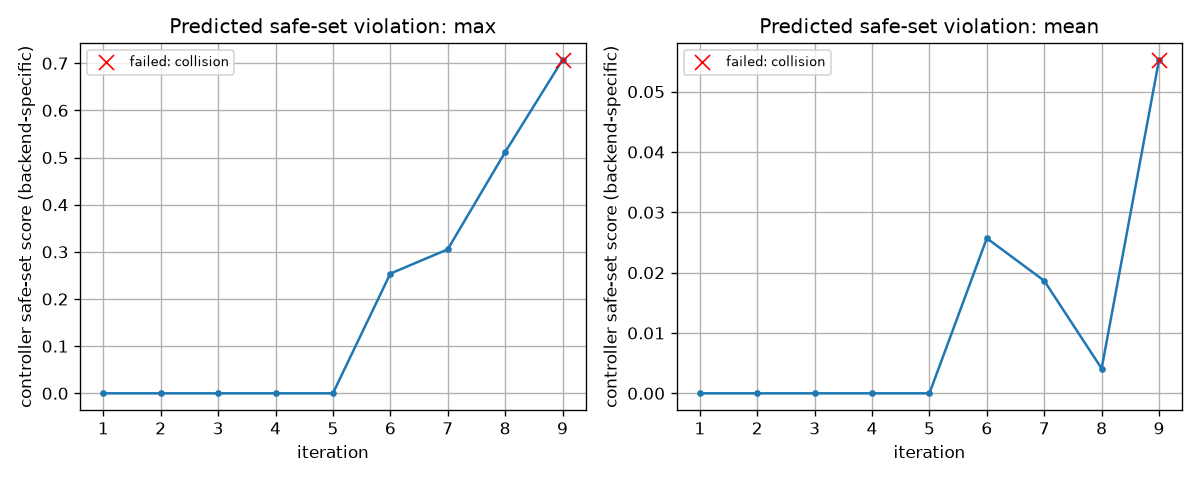 Predicted safe-set violation: max
controller safe-set score (backend-specific)
failed: collision
0.7
0.6
0.5
0.4
0.3
0.2
0.1
0.0
1 2 3 4 5 6 7 8 9
iteration
Predicted safe-set violation: mean
controller safe-set score (backend-specific)
failed: collision
0.05
0.04
0.03
0.02
0.01
0.00
1 2 3 4 5 6 7 8 9
iteration